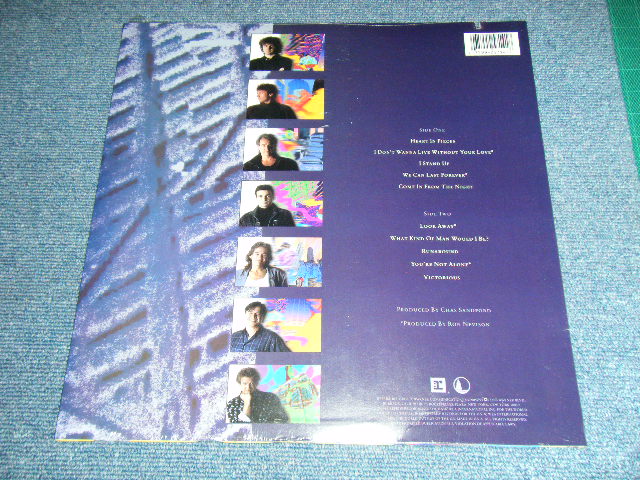 SIDE ONE
HEART IN PIECES
I DON'T WANNA LIVE WITHOUT YOUR LOVE*
I STAND UP
WE CAN LAST FOREVER*
COME IN FROM THE NIGHT
SIDE TWO
LOOK AWAY*
WHAT KIND OF MAN WOULD I BE?
RUNAROUND
YOU'RE NOT ALONE*
VICTORIOUS
PRODUCED BY CHAS SANDFORD
*PRODUCED BY RON NEVISON